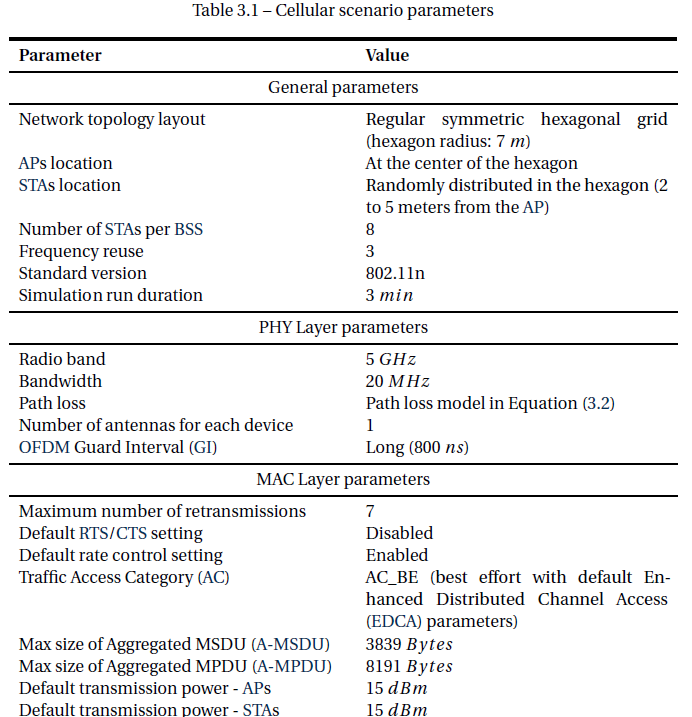 Table 3.1 – Cellular scenario parameters
Parameter Value
General parameters
Network topology layout Regular symmetric hexagonal grid
(hexagon radius: 7 m)
APs location At the center of the hexagon
STAs location Randomly distributed in the hexagon (2
to 5 meters from the AP)
Number of STAs per BSS 8
Frequency reuse 3
Standard version 802.11n
Simulation run duration 3 min
PHY Layer parameters
Radio band 5 GHz
Bandwidth 20 MHz
Path loss Path loss model in Equation (3.2)
Number of antennas for each device 1
OFDM Guard Interval (GI) Long (800 ns)
MAC Layer parameters
Maximum number of retransmissions 7
Default RTS/CTS setting Disabled
Default rate control setting Enabled
Traffic Access Category (AC) AC_BE (best effort with default En-
hanced Distributed Channel Access
(EDCA) parameters)
Max size of Aggregated MSDU (A-MSDU) 3839 Bytes
Max size of Aggregated MPDU (A-MPDU) 8191 Bytes
Default transmission power - APs 15 dBm
Default transmission power - STAs 15 dBm